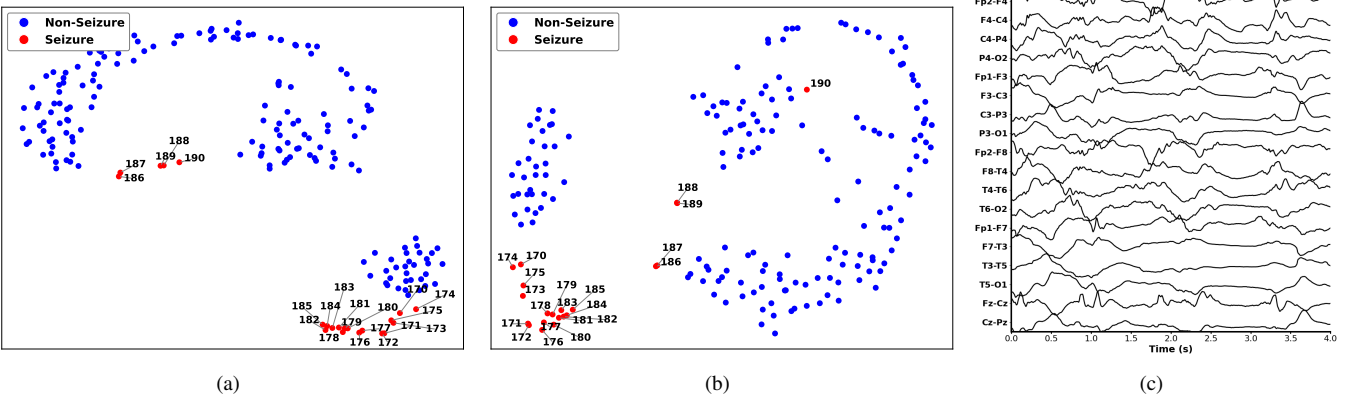 Non-Seizure
Seizure
188
189
190
187
186
183
170
174
185
184
181
180
175
182
179
177
171
173
178
176
172
(a)
Non-Seizure
Seizure
190
188
189
187
186
174
170
175
179
185
173
178
183
184
171
177
181
182
172
176
180
(b)
Fp2-F4
F4-C4
C4-P4
P4-O2
Fp1-F3
F3-C3
C3-P3
P3-O1
Fp2-F8
F8-T4
T4-T6
T6-O2
Fp1-F7
F7-T3
T3-T5
T5-O1
Fz-Cz
Cz-Pz
0.0 0.5 1.0 1.5 2.0 2.5 3.0 3.5 4.0
Time (s)
(c)